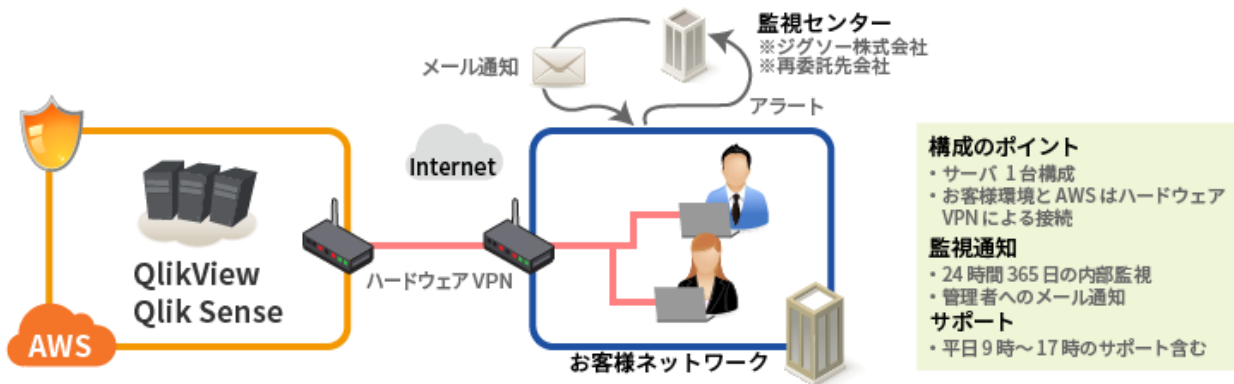 監視センター
※ジグソー株式会社
※再委託先会社
メール通知
アラート
Internet
QlikView
Qlik Sense
ハードウェア VPN
AWS
お客様ネットワーク
構成のポイント
・サーバ 1台構成
・お客様環境と AWS はハードウェア
VPN による接続
監視通知
・24 時間 365 日の内部監視
・管理者へのメール通知
サポート
・平日 9 時〜 17 時のサポート含む